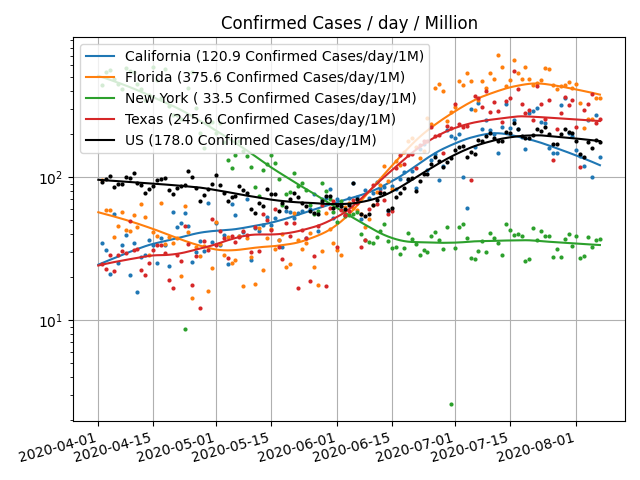 Confirmed Cases / day / Million
California (120.9 Confirmed Cases/day/1M)
Florida (375.6 Confirmed Cases/day/1M)
New York ( 33.5 Confirmed Cases/day/1M)
Texas (245.6 Confirmed Cases/day/1M)
US (178.0 Confirmed Cases/day/1M)
10²
10¹
2020-04-01
2020-04-15
2020-05-01
2020-05-15
2020-06-01
2020-06-15
2020-07-01
2020-07-15
2020-08-01